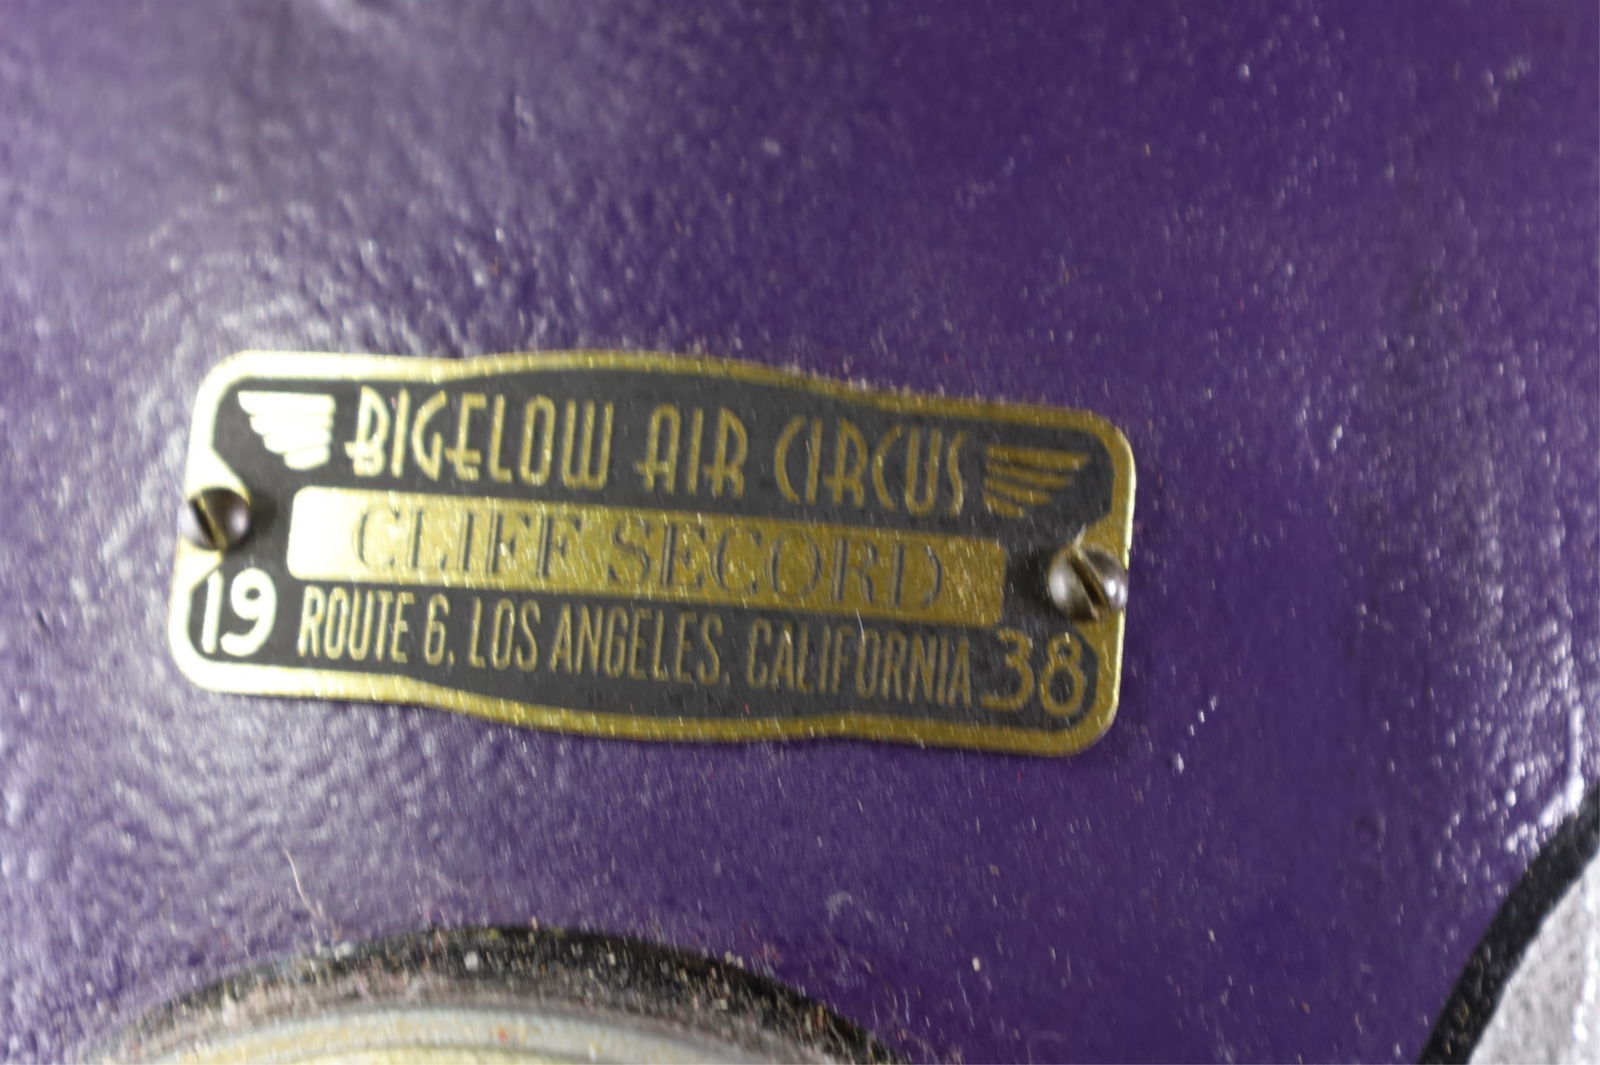 BIGELOW AIR CIRCUS
CLIFF SECORD
19 ROUTE 6, LOS ANGELES, CALIFORNIA 38